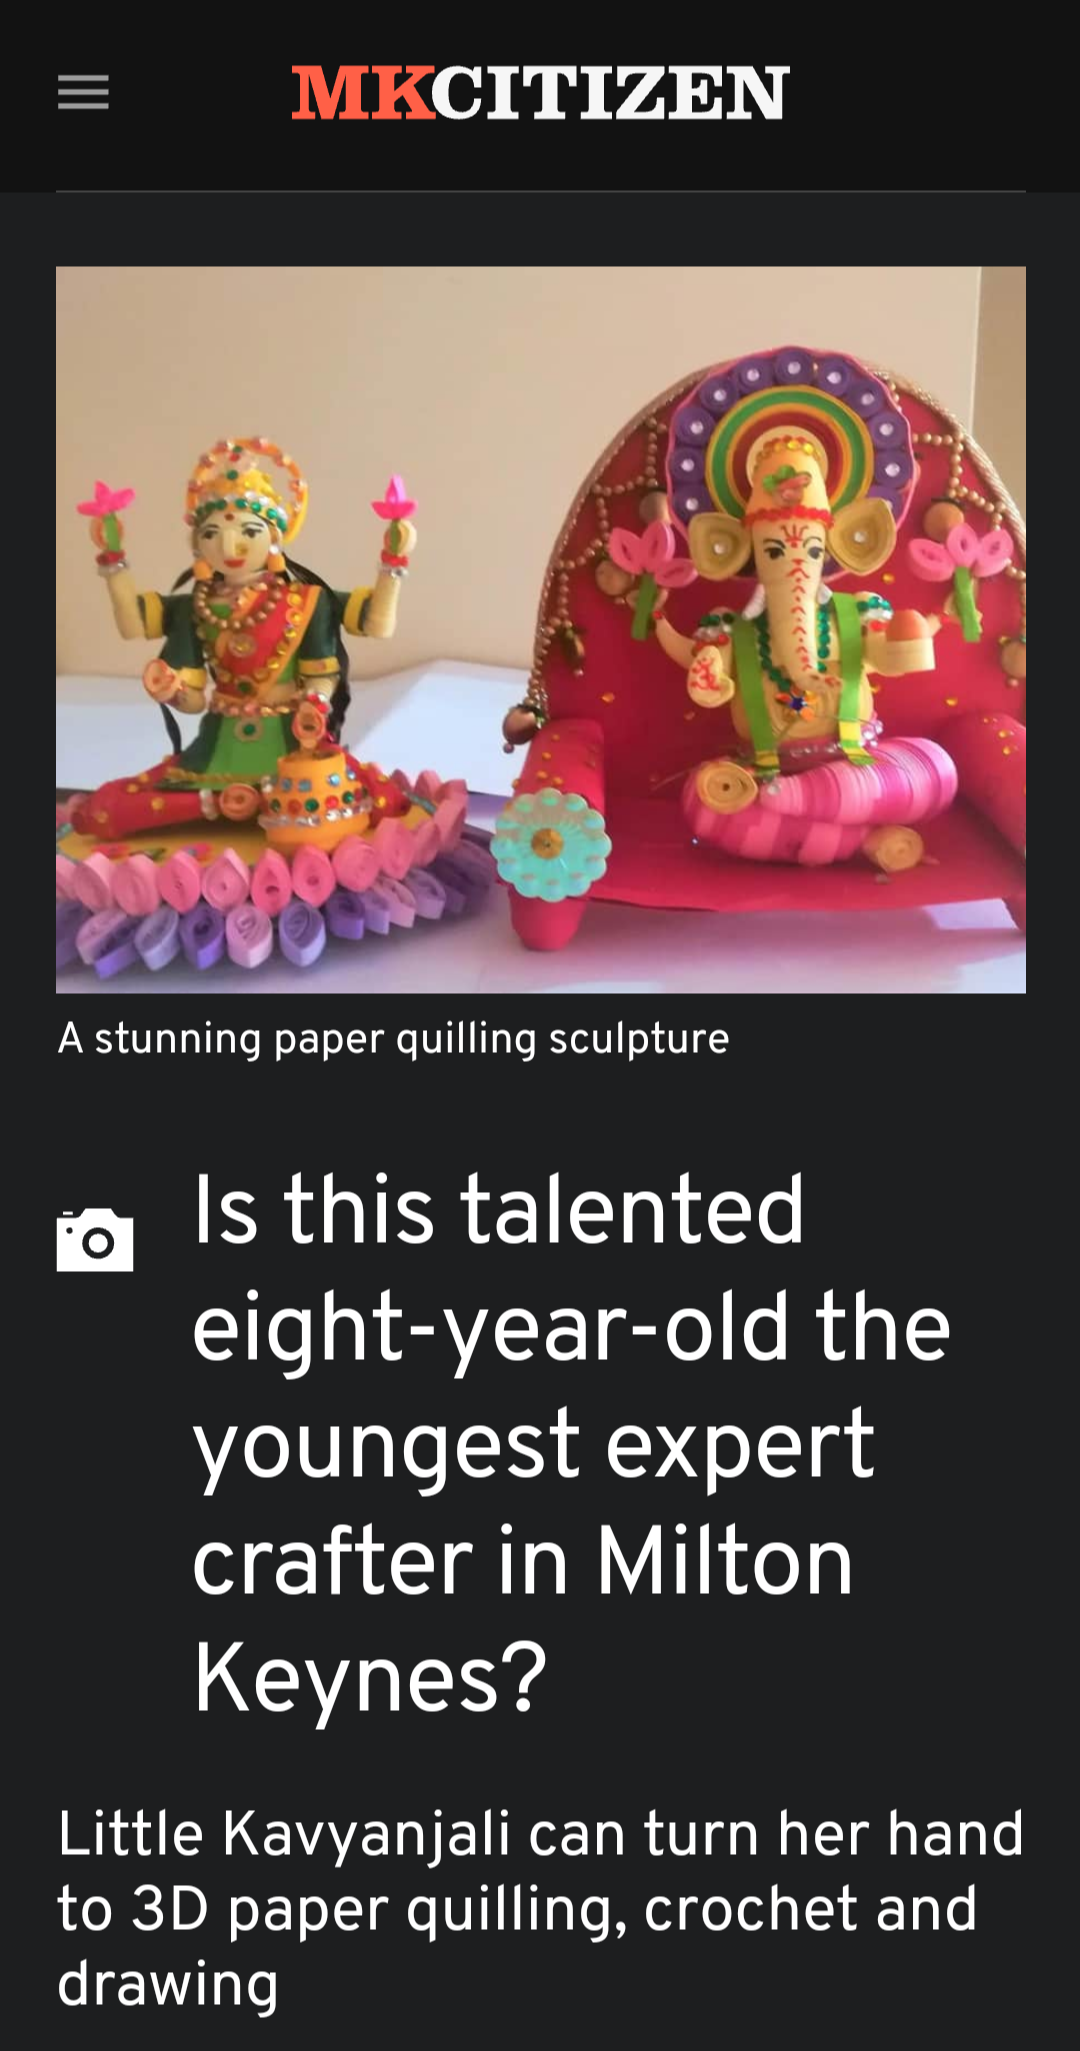 MKCITIZEN
A stunning paper quilling sculpture
Is this talented
eight-year-old the
youngest expert
crafter in Milton
Keynes?
Little Kavyanjali can turn her hand
to 3D paper quilling, crochet and
drawing